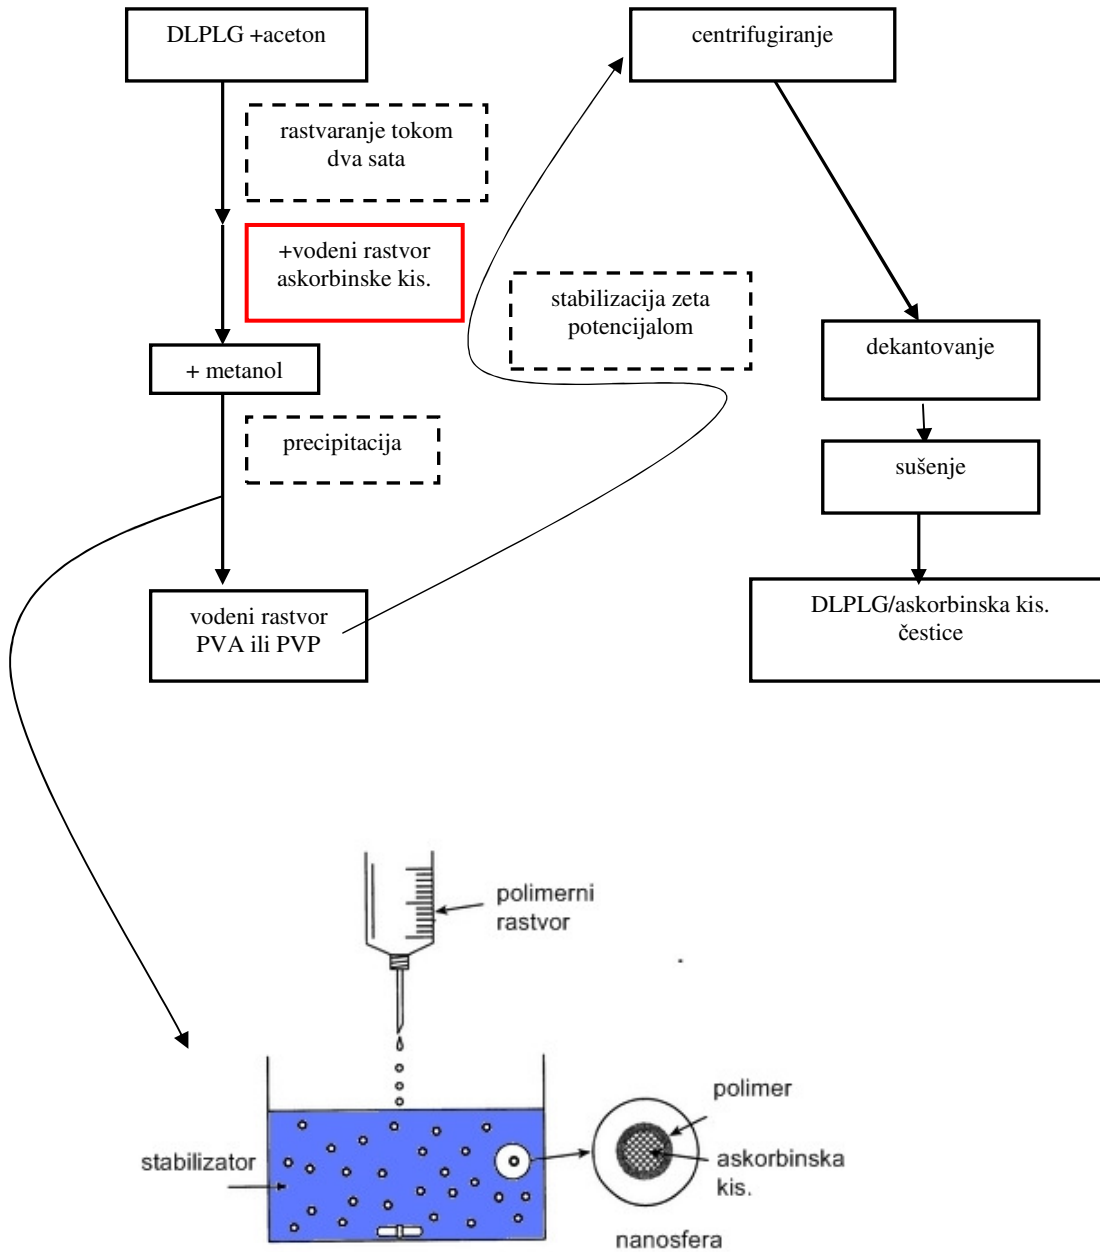 DLPLG +aceton
rastvaranje tokom
dva sata
+vodeni rastvor
askorbinske kis.
+ metanol
precipitacija
vodeni rastvor
PVA ili PVP
stabilizacija zeta
potencijalom
centrifugiranje
dekantovanje
sušenje
DLPLG/askorbinska kis.
čestice
polimerni
rastvor
stabilizator
polimer
askorbinska
kis.
nanosfera